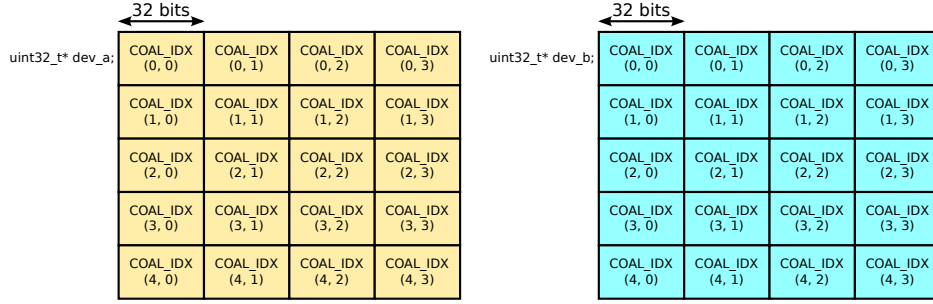 32 bits
32 bits
uint32_t* dev_a;
COAL_IDX COAL_IDX COAL_IDX COAL_IDX
(0, 0) (0, 1) (0, 2) (0, 3)
COAL_IDX COAL_IDX COAL_IDX COAL_IDX
(1, 0) (1, 1) (1, 2) (1, 3)
COAL_IDX COAL_IDX COAL_IDX COAL_IDX
(2, 0) (2, 1) (2, 2) (2, 3)
COAL_IDX COAL_IDX COAL_IDX COAL_IDX
(3, 0) (3, 1) (3, 2) (3, 3)
COAL_IDX COAL_IDX COAL_IDX COAL_IDX
(4, 0) (4, 1) (4, 2) (4, 3)
uint32_t* dev_b;
COAL_IDX COAL_IDX COAL_IDX COAL_IDX
(0, 0) (0, 1) (0, 2) (0, 3)
COAL_IDX COAL_IDX COAL_IDX COAL_IDX
(1, 0) (1, 1) (1, 2) (1, 3)
COAL_IDX COAL_IDX COAL_IDX COAL_IDX
(2, 0) (2, 1) (2, 2) (2, 3)
COAL_IDX COAL_IDX COAL_IDX COAL_IDX
(3, 0) (3, 1) (3, 2) (3, 3)
COAL_IDX COAL_IDX COAL_IDX COAL_IDX
(4, 0) (4, 1) (4, 2) (4, 3)